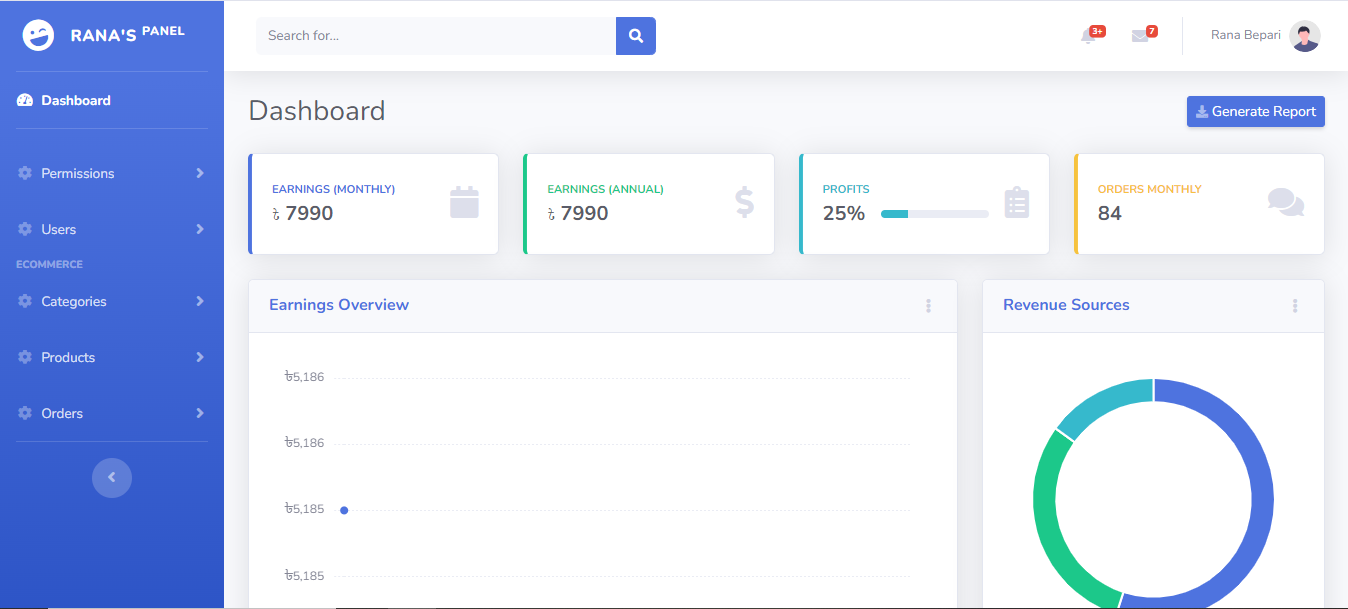 RANA'S PANEL
Search for...
3+
7
Rana Bepari
Dashboard
Permissions
Users
ECOMMERCE
Categories
Products
Orders
Dashboard
Generate Report
EARNINGS (MONTHLY)
৳ 7990
EARNINGS (ANNUAL)
৳ 7990
PROFITS
25%
ORDERS MONTHLY
84
Earnings Overview
৳5,186
৳5,186
৳5,185
৳5,185
Revenue Sources